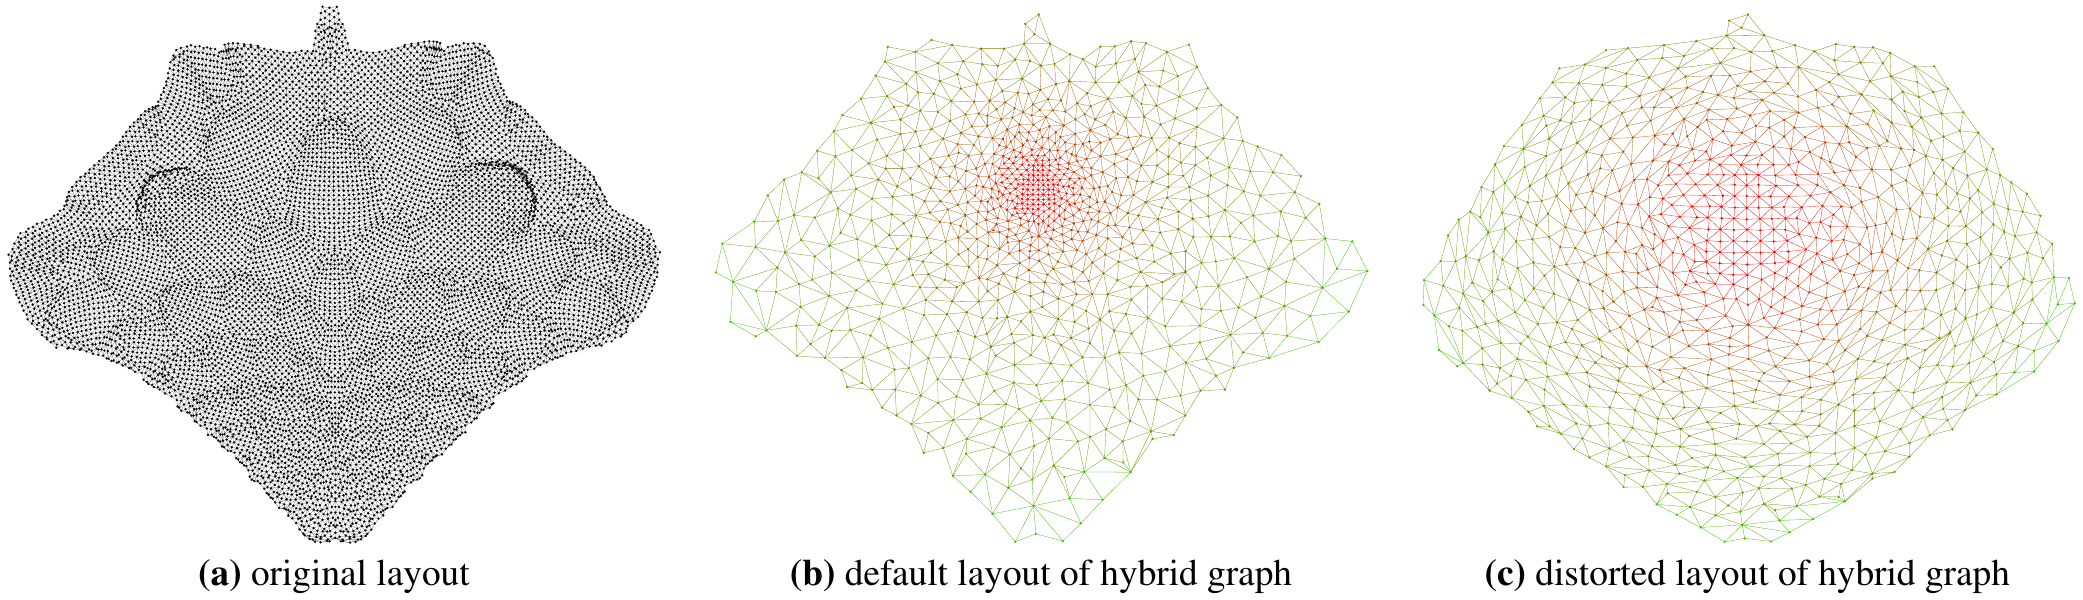 (a) original layout
(b) default layout of hybrid graph
(c) distorted layout of hybrid graph